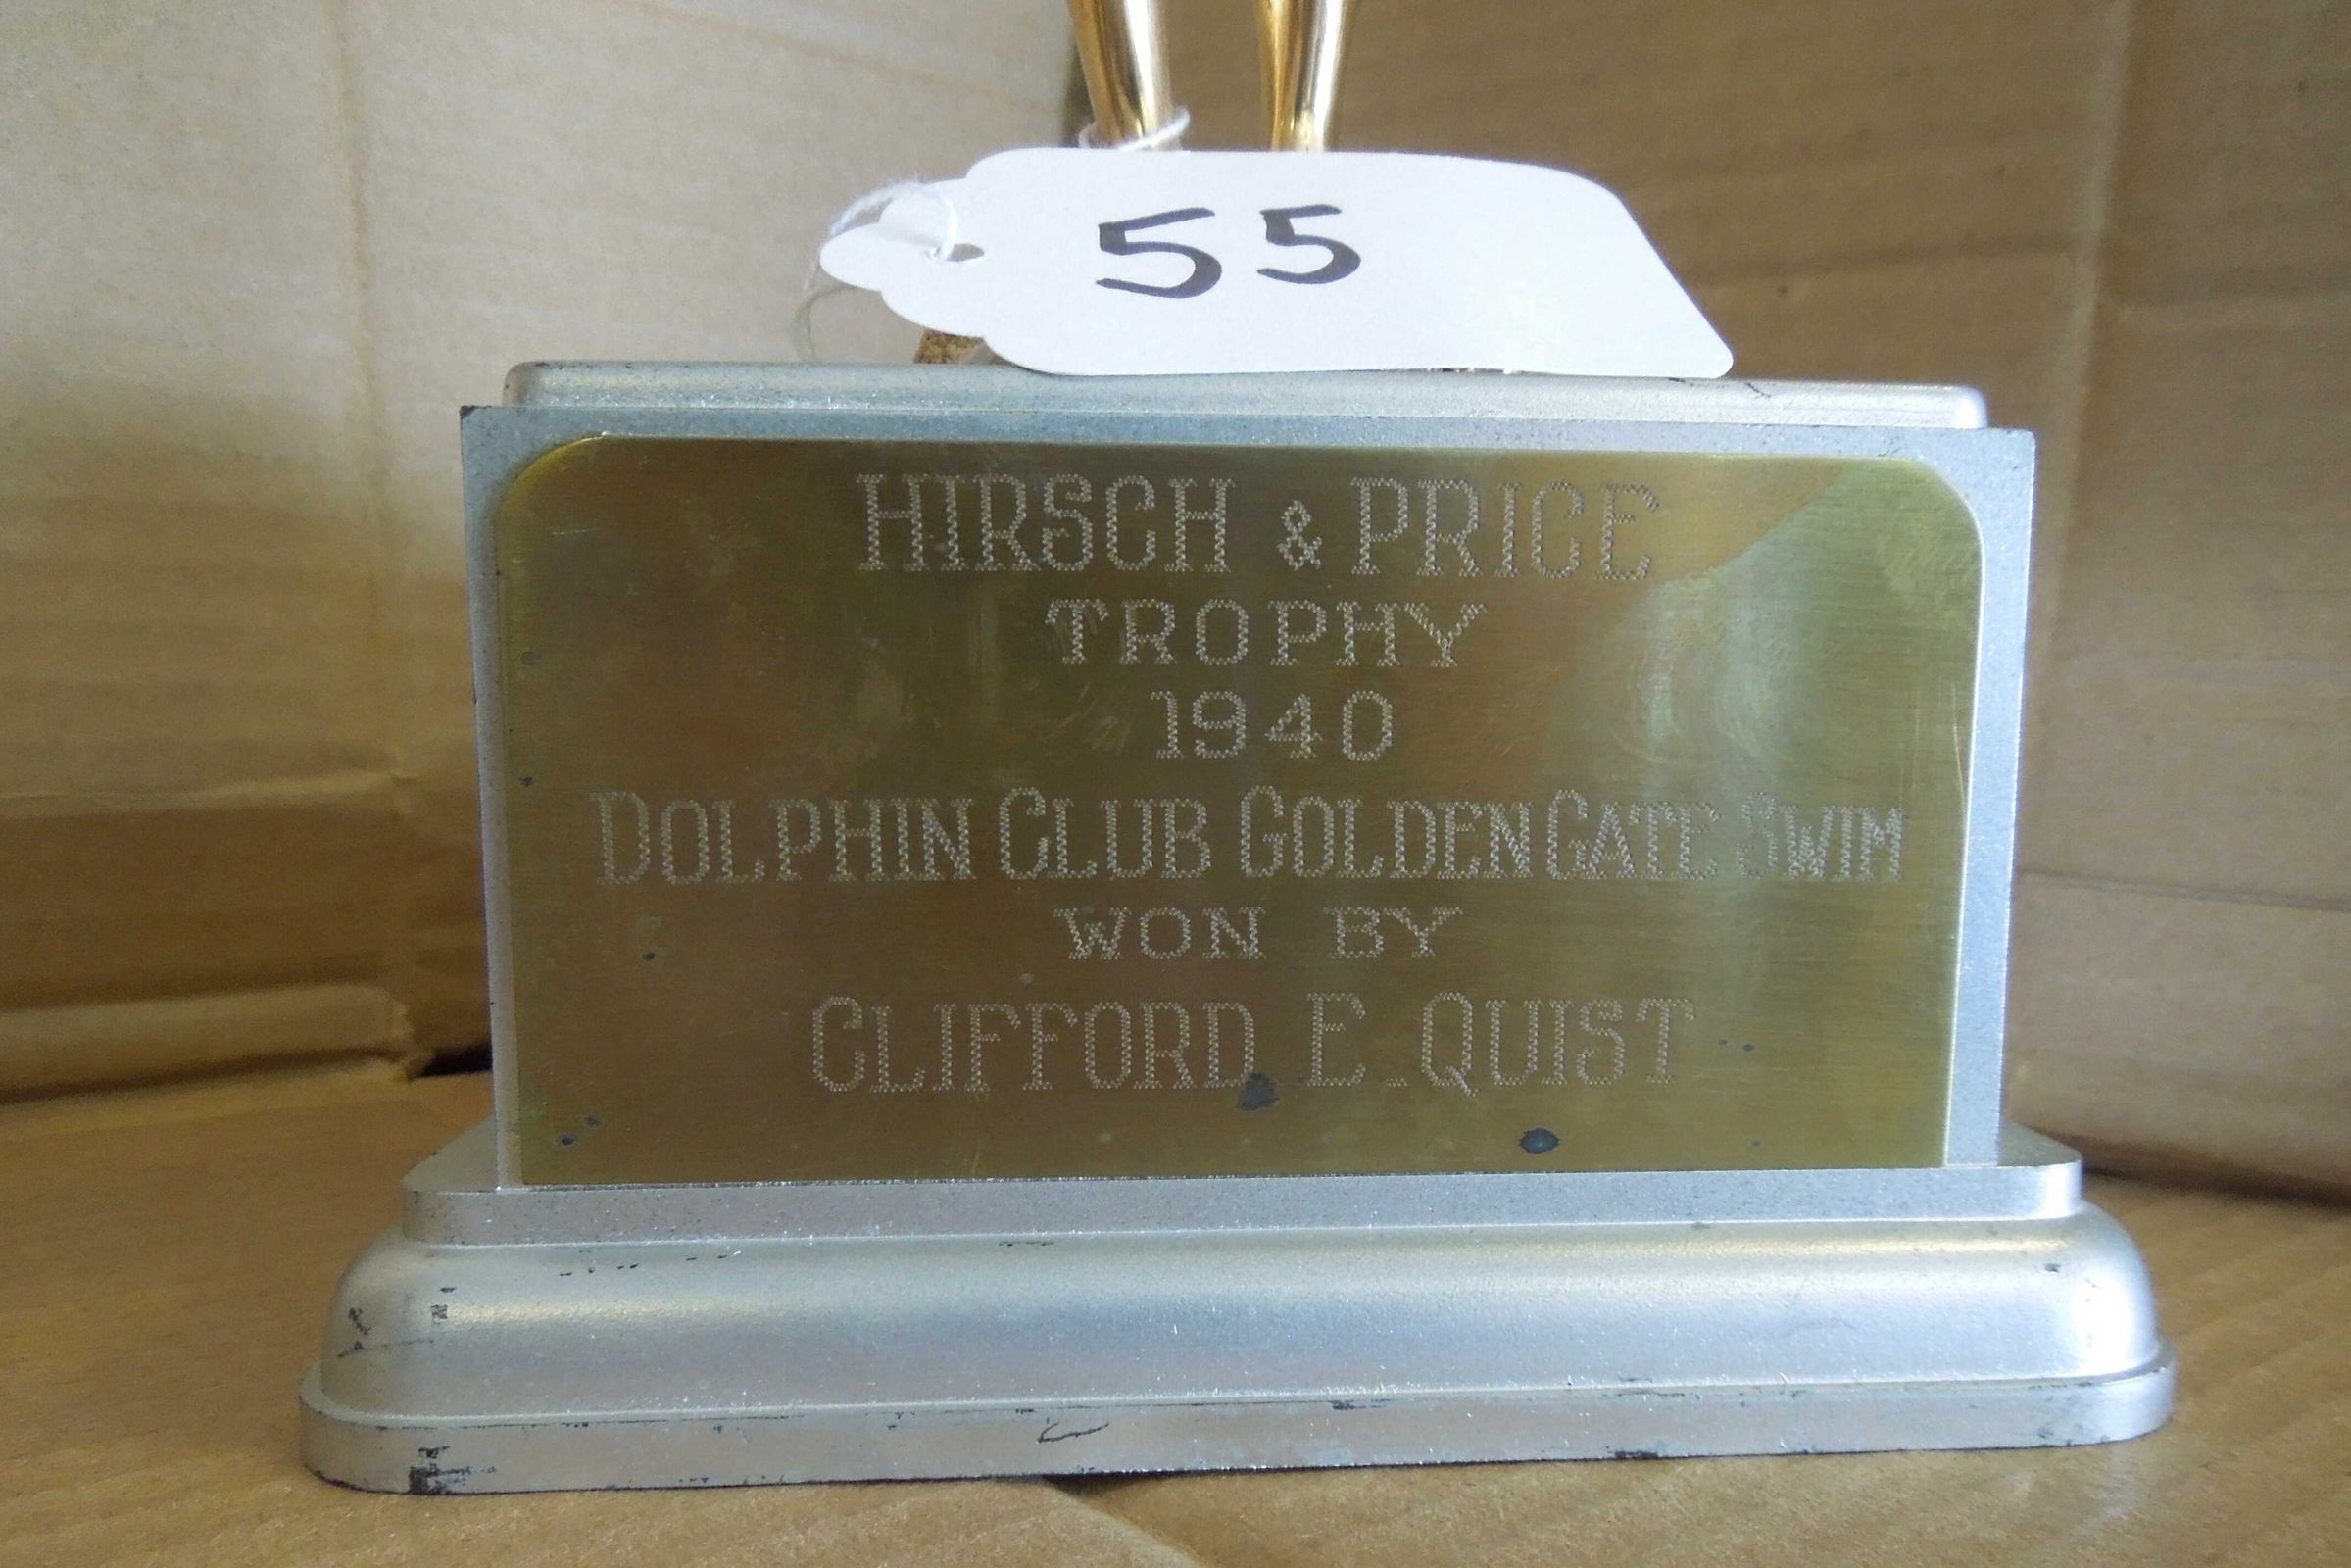 55
HIRSCH & PRICE
TROPHY
1940
DOLPHIN CLUB GOLDEN GATE SWIM
WON BY
CLIFFORD E. QUIST